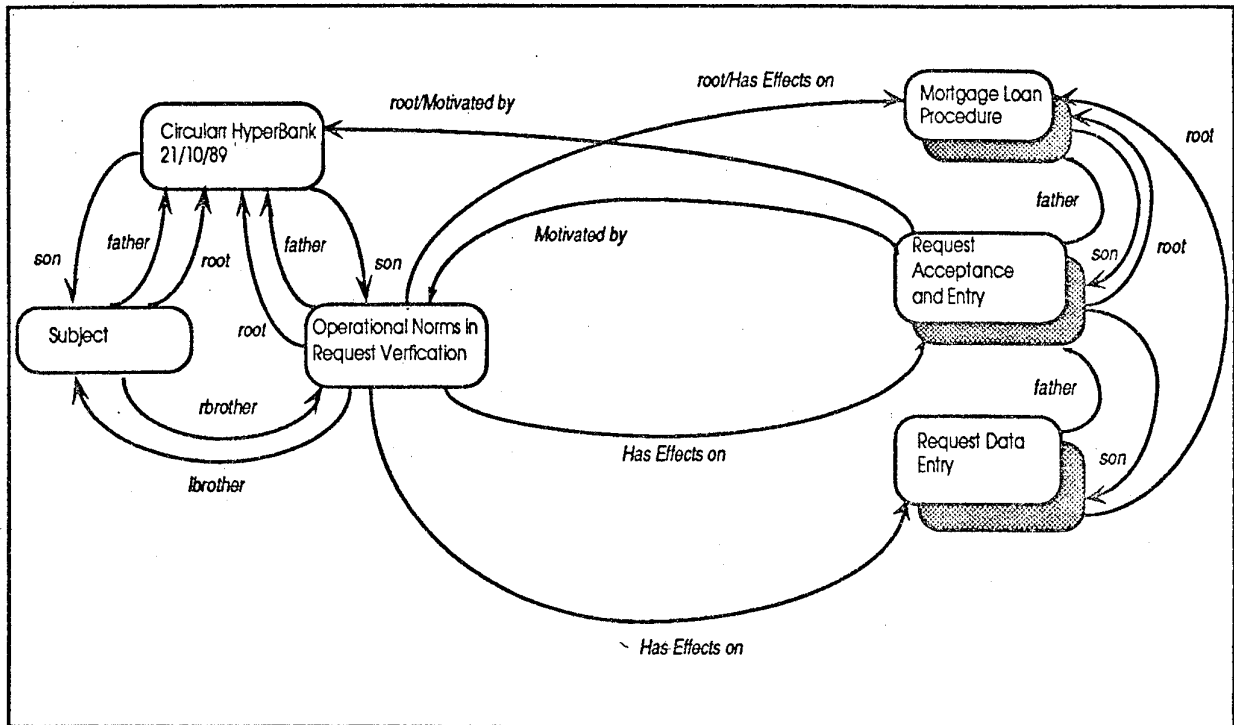 root/Has Effects on
Mortgage Loan
Procedure
root/Motivated by
Circularr HyperBank
21/10/89
root
father
Motivated by
Request
Acceptance
and Entry
son
root
father
root
father
son
son
Subject
root
Operational Norms in
Request Verfication
father
rbrother
Has Effects on
Request Data
Entry
son
lbrother
Has Effects on